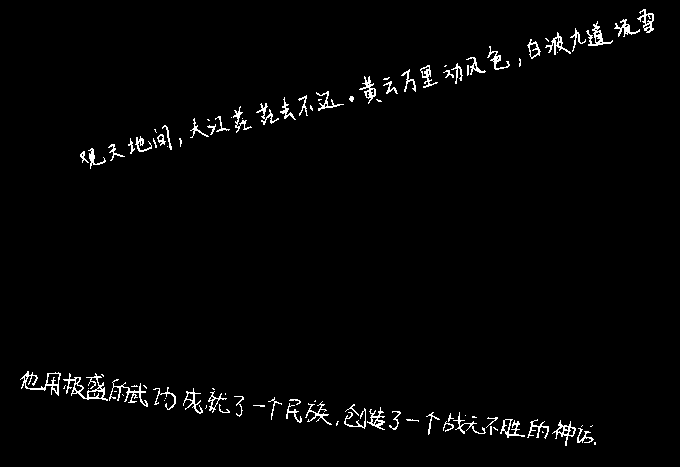 观天地间,大江茫茫去不还。黄云万里动风色,白波九道流雪
他用极盛的武功成就了一个民族,创造了一个战无不胜的神话.